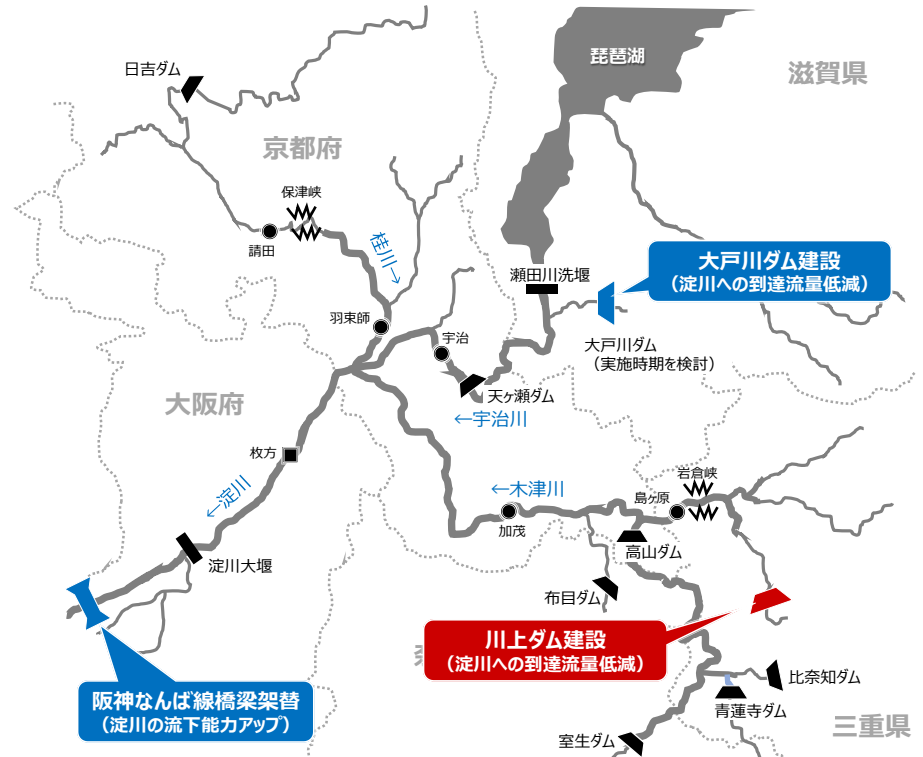 琵琶湖
滋賀県
日吉ダム
京都府
保津峡
請田
桂川→
瀬田川洗堰
大戸川ダム建設
（淀川への到達流量低減）
羽束師
宇治
大戸川ダム
（実施時期を検討）
天ヶ瀬ダム
大阪府
←宇治川
枚方
岩倉峡
←淀川
←木津川
島ヶ原
加茂
高山ダム
淀川大堰
布目ダム
川上ダム建設
（淀川への到達流量低減）
比奈知ダム
阪神なんば線橋梁架替
（淀川の流下能力アップ）
青蓮寺ダム
三重県
室生ダム